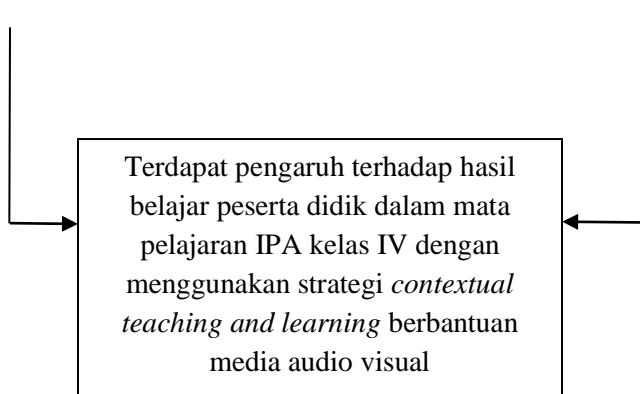 Terdapat pengaruh terhadap hasil
belajar peserta didik dalam mata
pelajaran IPA kelas IV dengan
menggunakan strategi contextual
teaching and learning berbantuan
media audio visual